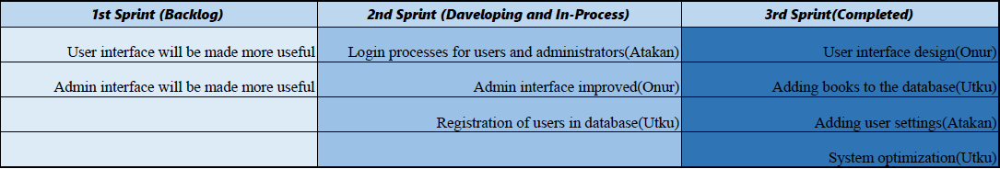 1st Sprint (Backlog) 2nd Sprint (Daveloping and In-Process) 3rd Sprint(Completed)
User interface will be made more useful Login processes for users and administrators(Atakan) User interface design(Onur)
Admin interface will be made more useful Admin interface improved(Onur) Adding books to the database(Utku)
Registration of users in database(Utku) Adding user settings(Atakan)
System optimization(Utku)